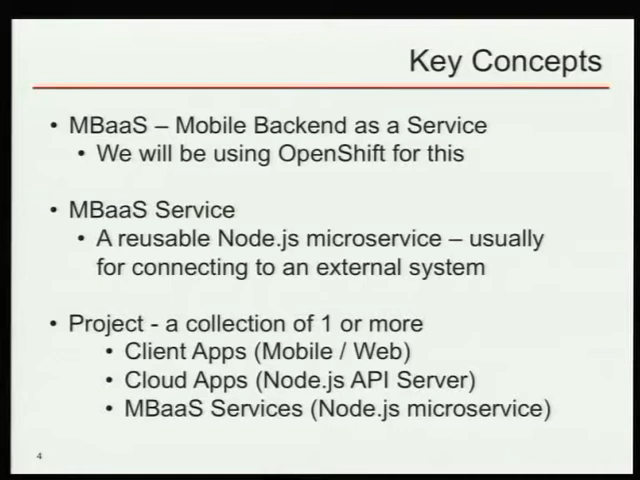 Key Concepts
• MBaaS – Mobile Backend as a Service
• We will be using OpenShift for this
• MBaaS Service
• A reusable Node.js microservice – usually
for connecting to an external system
• Project - a collection of 1 or more
• Client Apps (Mobile / Web)
• Cloud Apps (Node.js API Server)
• MBaaS Services (Node.js microservice)
4